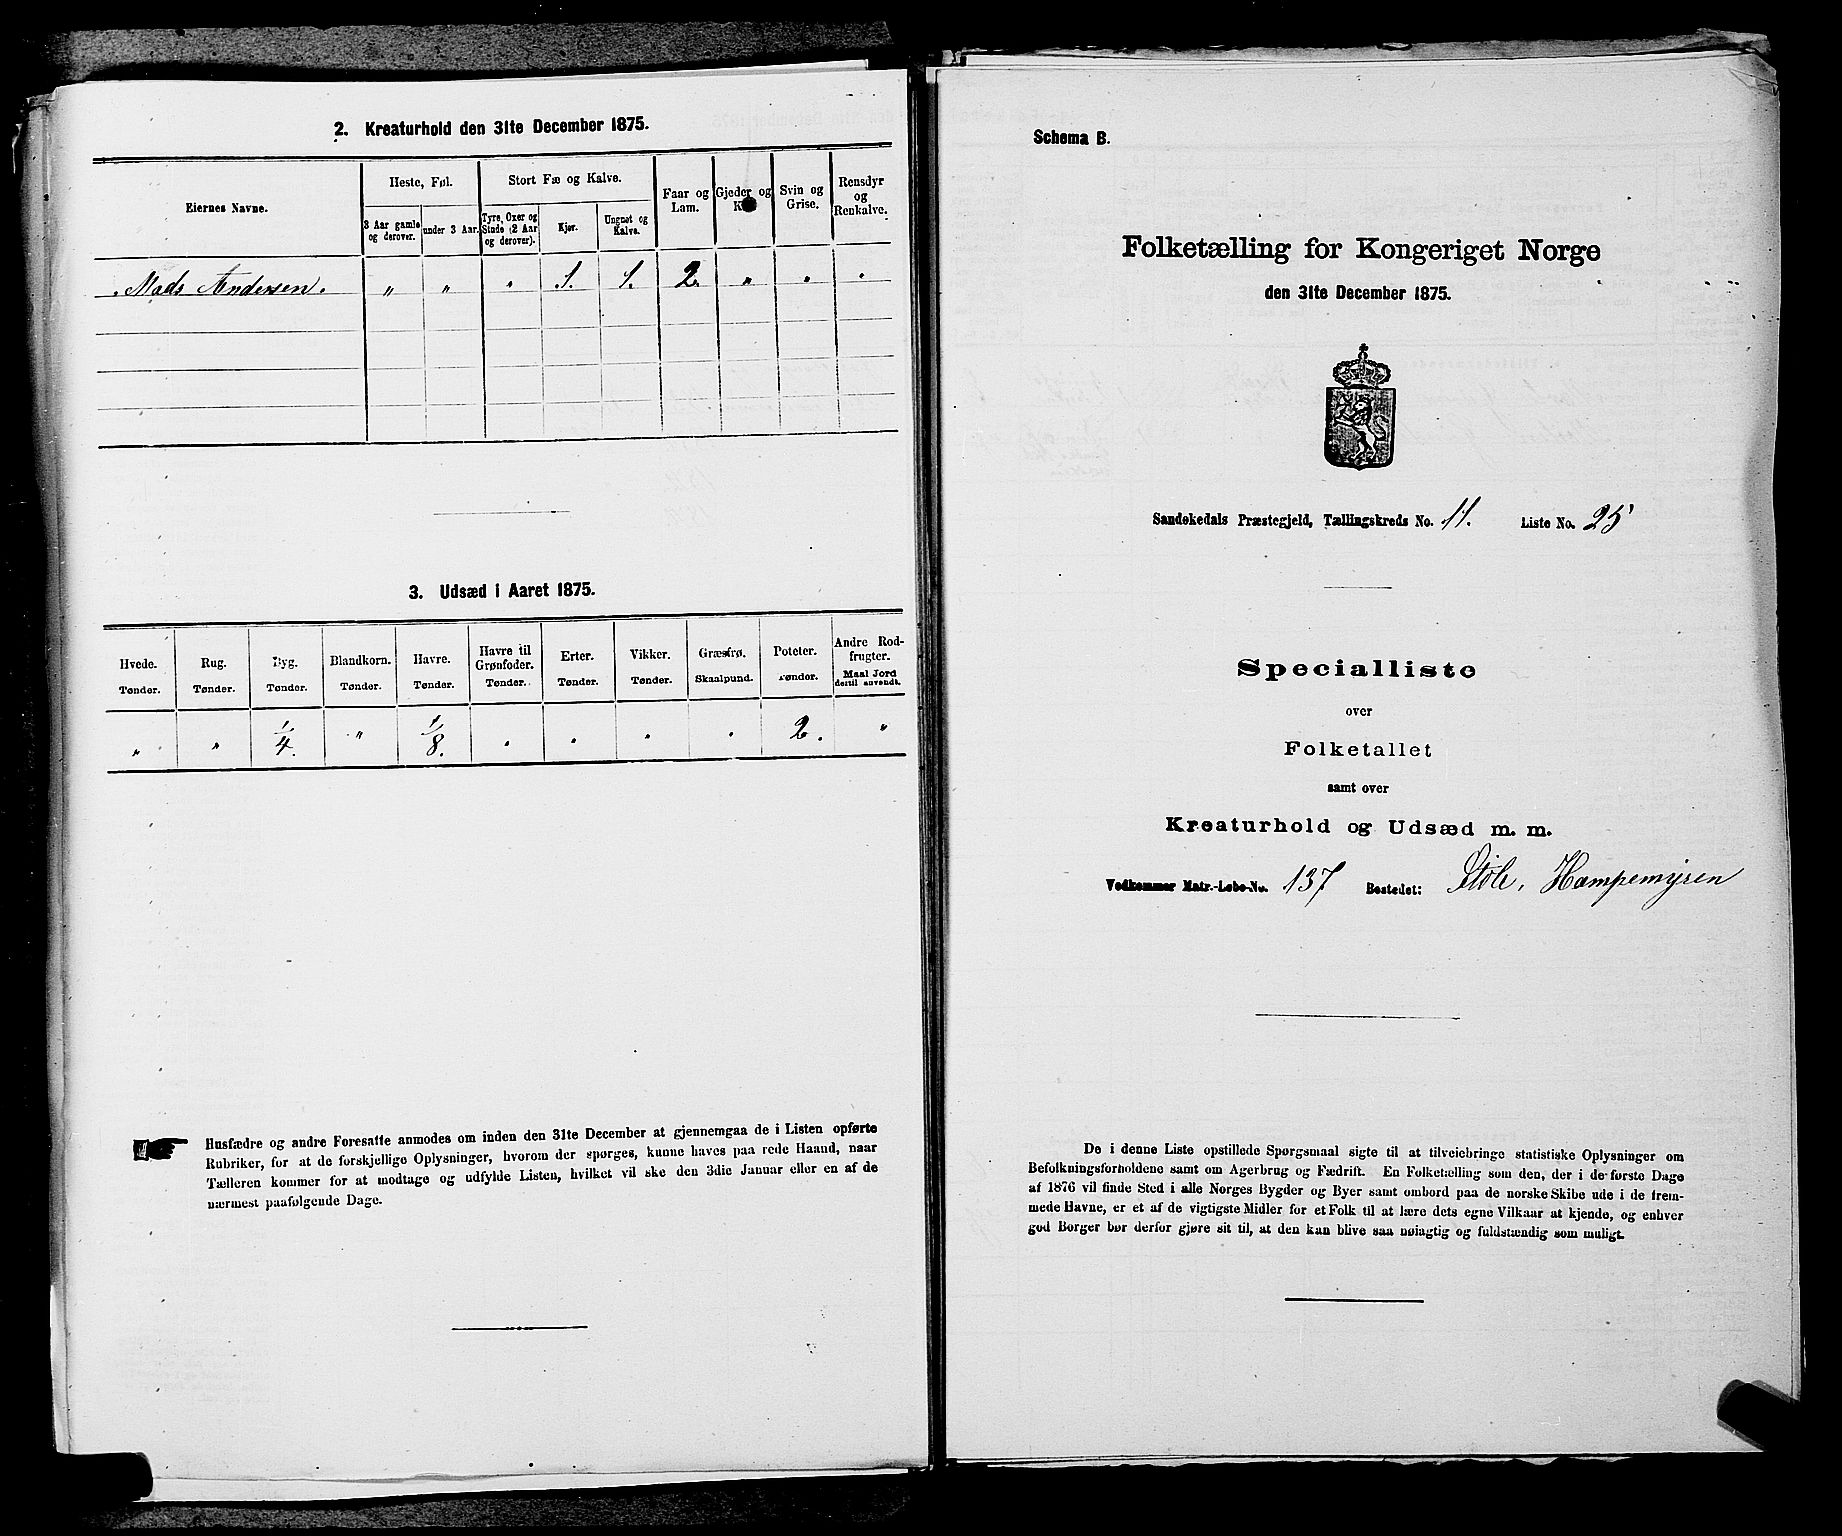 2. Kreaturhold den 31te December 1875.
Eiernes Navne.
Heste, Føl.
Stort Fæ og Kalve.
Faar og Lam.
Gjeder og
Svin og Grise.
Rensdyr og Renkalve.
3 Aar gamle og derover.
under 3 Aar.
Tyre, Oxer og Stude (2 Aar og derover).
Kjør.
Ungnet og Kalve.
Mads Andersen. " " " 1. 1. 2. " " "
3. Udsæd i Aaret 1875.
Hvede. Rug. Byg. Blandkorn. Havre. Havre til Grønfoder. Erter. Vikker. Græsfrø. Poteter. Andre Rodfrugter.
Tønder. Tønder. Tønder. Tønder. Tønder. Tønder. Tønder. Tønder. Skaalpund. Tønder. Maal Jord dertil anvendt.
" " 1/4. " 1/8. " " " " 2. "
Husfædre og andre Foresatte anmodes om inden den 31te December at gjennemgaa de i Listen opførte
Rubriker, for at de forskjellige Oplysninger, hvorom der spørges, kunne haves paa rede Haand, naar
Tælleren kommer for at modtage og udfylde Listen, hvilket vil ske den 3die Januar eller en af de
nærmest paafølgende Dage.
Schema B.
Folketælling for Kongeriget Norge
den 31te December 1875.
Sandøkedals Præstegjeld, Tællingskreds No. 11. Liste No. 25
Specialliste
over
Folketallet
samt over
Kreaturhold og Udsæd m. m.
Vedkommer Matr.-Løbe-No. 137 Bostedet: Støle, Hampemyren
De i denne Liste opstillede Spørgsmaal sigte til at tilveiebringe statistiske Oplysninger om
Befolkningsforholdene samt om Agerbrug og Fædrift. En Folketælling som den, der i de første Dage
af 1876 vil finde Sted i alle Norges Bygder og Byer samt ombord paa de norske Skibe ude i de frem-
mede Havne, er et af de vigtigste Midler for et Folk til at lære dets egne Vilkaar at kjende, og enhver
god Borger bør derfor gjøre sit til, at den kan blive saa nøiagtig og fuldstændig som muligt.